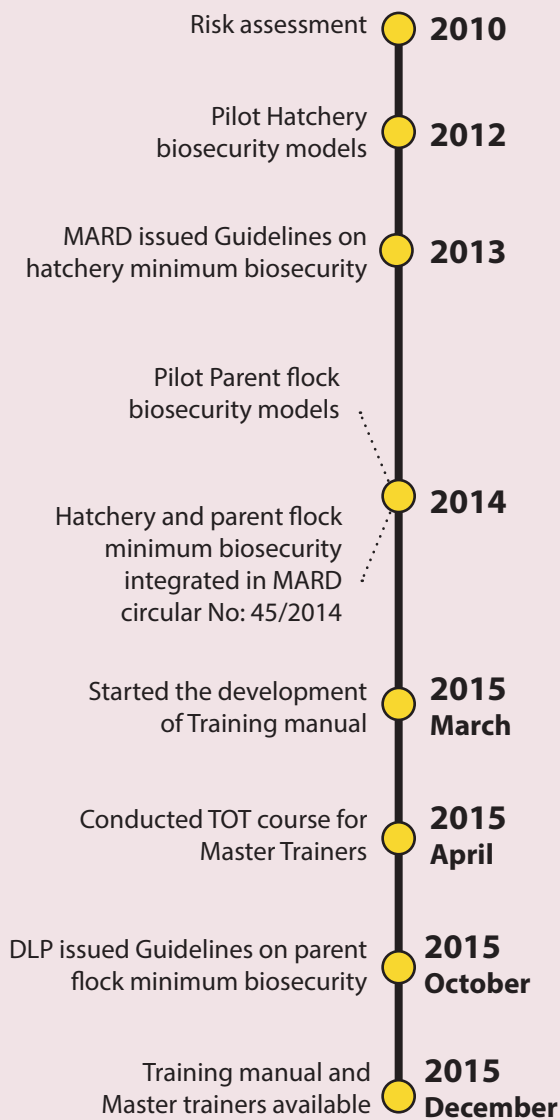 Risk assessment
2010
Pilot Hatchery
biosecurity models
2012
MARD issued Guidelines on
hatchery minimum biosecurity
2013
Pilot Parent flock
biosecurity models
Hatchery and parent flock
minimum biosecurity
integrated in MARD
circular No: 45/2014
2014
Started the development
of Training manual
2015
March
Conducted TOT course for
Master Trainers
2015
April
DLP issued Guidelines on parent
flock minimum biosecurity
2015
October
Training manual and
Master trainers available
2015
December